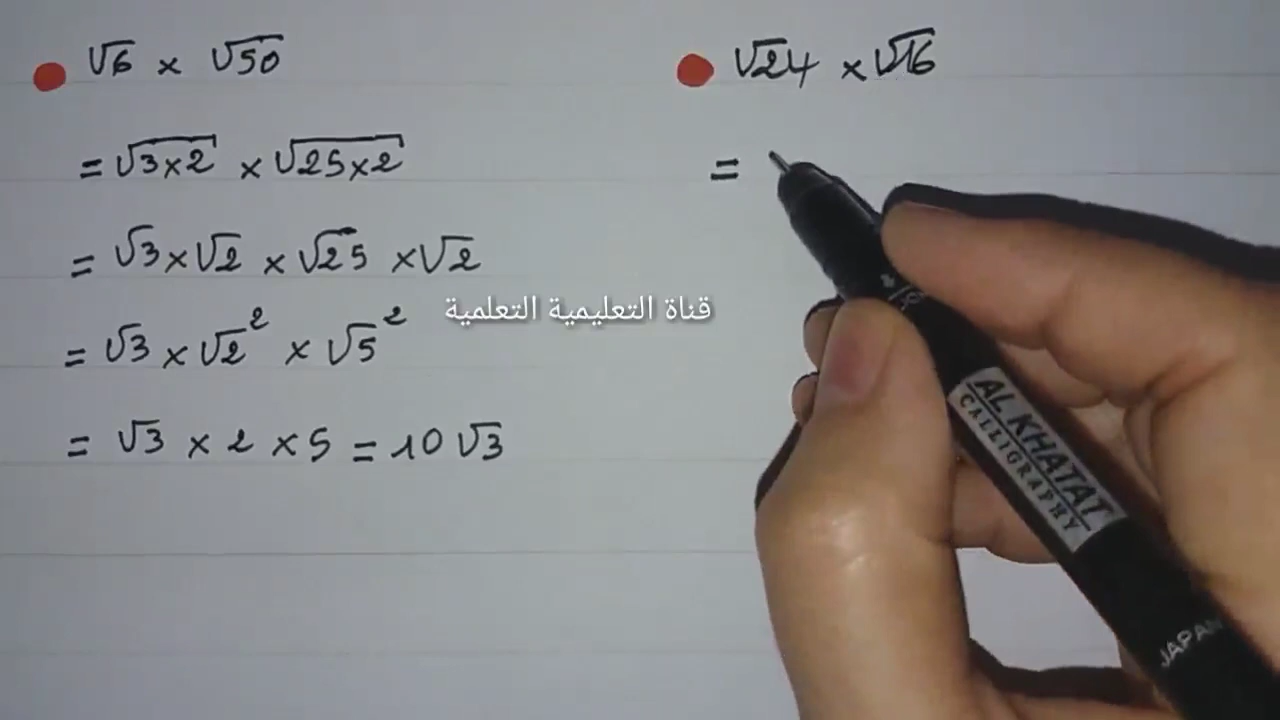 √6 × √50
= √3×2 × √25×2
= √3 × √2 × √25 × √2
= √3 × √2² × √5²
= √3 × 2 × 5 = 10√3
√24 × √16
=
قناة التعليمية التعلمية
AL KHATAT
CALLIGRAPHY
JAPAN